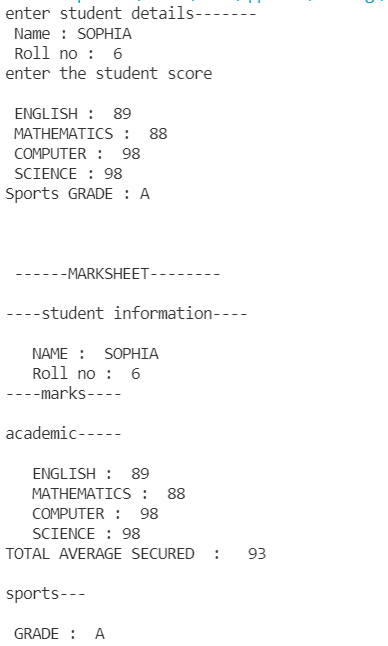 enter student details-------
Name : SOPHIA
Roll no :  6
enter the student score
ENGLISH :  89
MATHEMATICS :  88
COMPUTER :  98
SCIENCE : 98
Sports GRADE : A
------MARKSHEET--------
----student information----
NAME :  SOPHIA
Roll no :  6
----marks----
academic-----
ENGLISH :  89
MATHEMATICS :  88
COMPUTER :  98
SCIENCE : 98
TOTAL AVERAGE SECURED  :   93
sports---
GRADE :  A